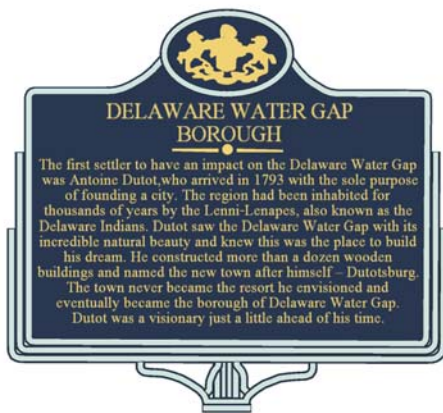 DELAWARE WATER GAP
BOROUGH
The first settler to have an impact on the Delaware Water Gap
was Antoine Dutot,who arrived in 1793 with the sole purpose
of founding a city. The region had been inhabited for
thousands of years by the Lenni-Lenapes, also known as the
Delaware Indians. Dutot saw the Delaware Water Gap with its
incredible natural beauty and knew this was the place to build
his dream. He constructed more than a dozen wooden
buildings and named the new town after himself – Dutotsburg.
The town never became the resort he envisioned and
eventually became the borough of Delaware Water Gap.
Dutot was a visionary just a little ahead of his time.